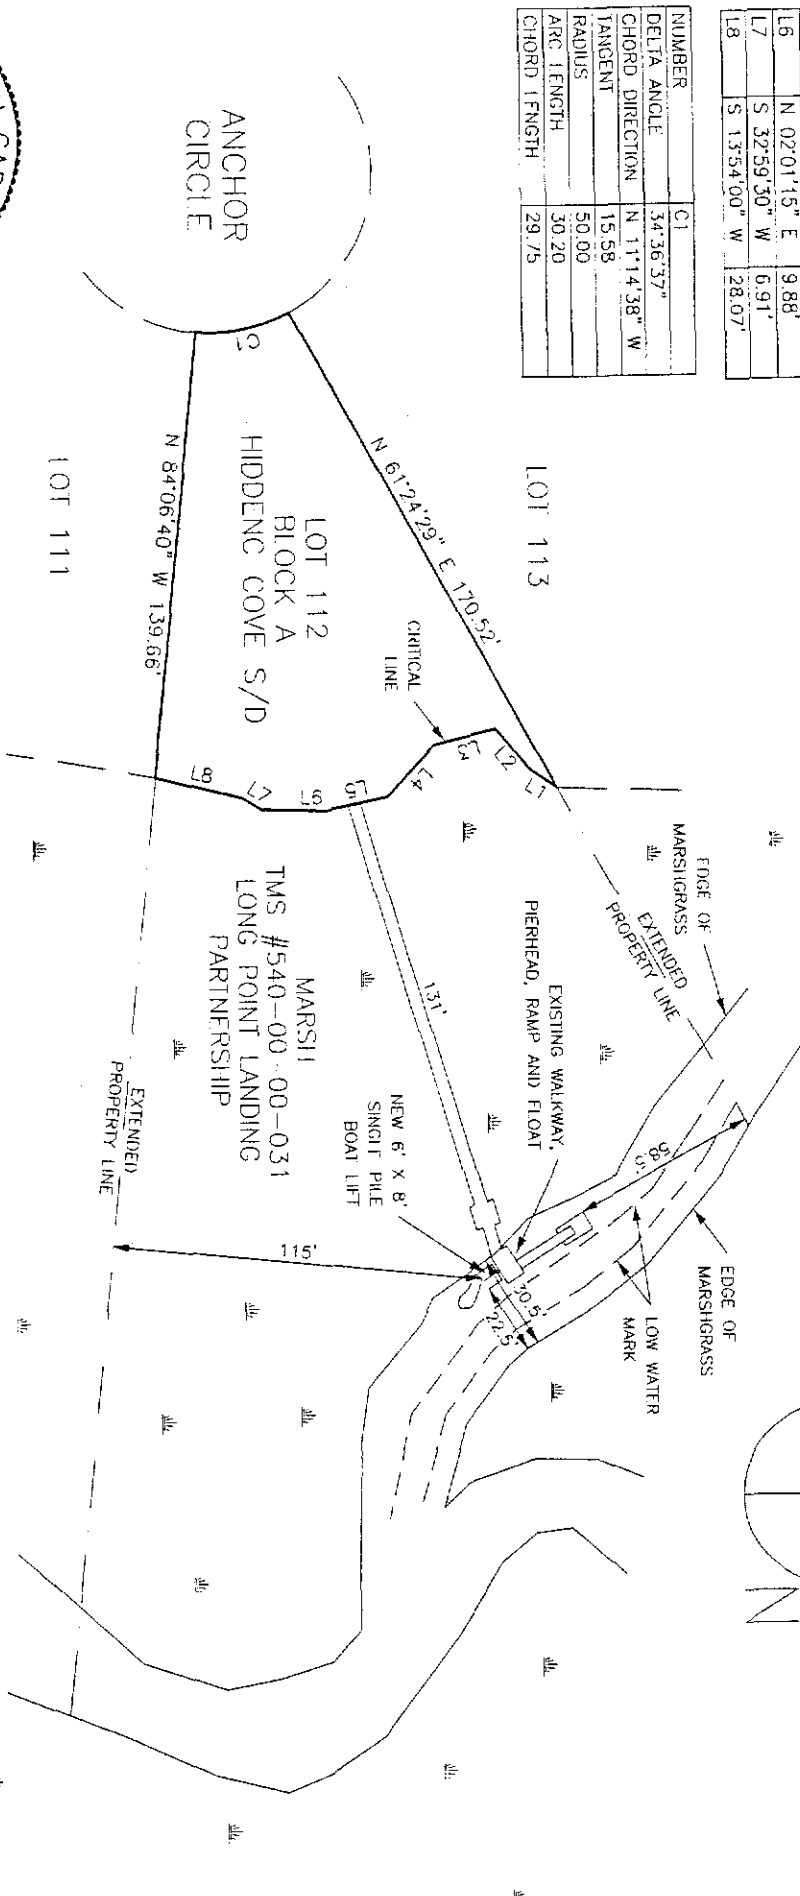 L6 N 02°01'15" E 9.88'
L7 S 32°59'30" W 6.91'
L8 S 13°54'00" W 28.07'
NUMBER C1
DELTA ANGLE 34°36'37"
CHORD DIRECTION N 11°14'38" W
TANGENT 15.58
RADIUS 50.00
ARC LENGTH 30.20
CHORD LENGTH 29.75
ANCHOR
CIRCLE
LOT 113
N 61°24'29" E 170.52'
LOT 112
BLOCK A
HIDDENC COVE S/D
N 84°06'40" W 139.66'
LOT 111
CRITICAL
LINE
L1
L2
L3
L4
L5
L6
L7
L8
EDGE OF
MARSHGRASS
EXTENDED
PROPERTY LINE
131'
EXISTING WALKWAY,
PIERHEAD, RAMP AND FLOAT
MARSH
TMS #540-00-00-031
LONG POINT LANDING
PARTNERSHIP
NEW 6' X 8'
SINGLE PILE
BOAT LIFT
EXTENDED
PROPERTY LINE
115'
30.5'
22.5'
EDGE OF
MARSHGRASS
LOW WATER
MARK
N